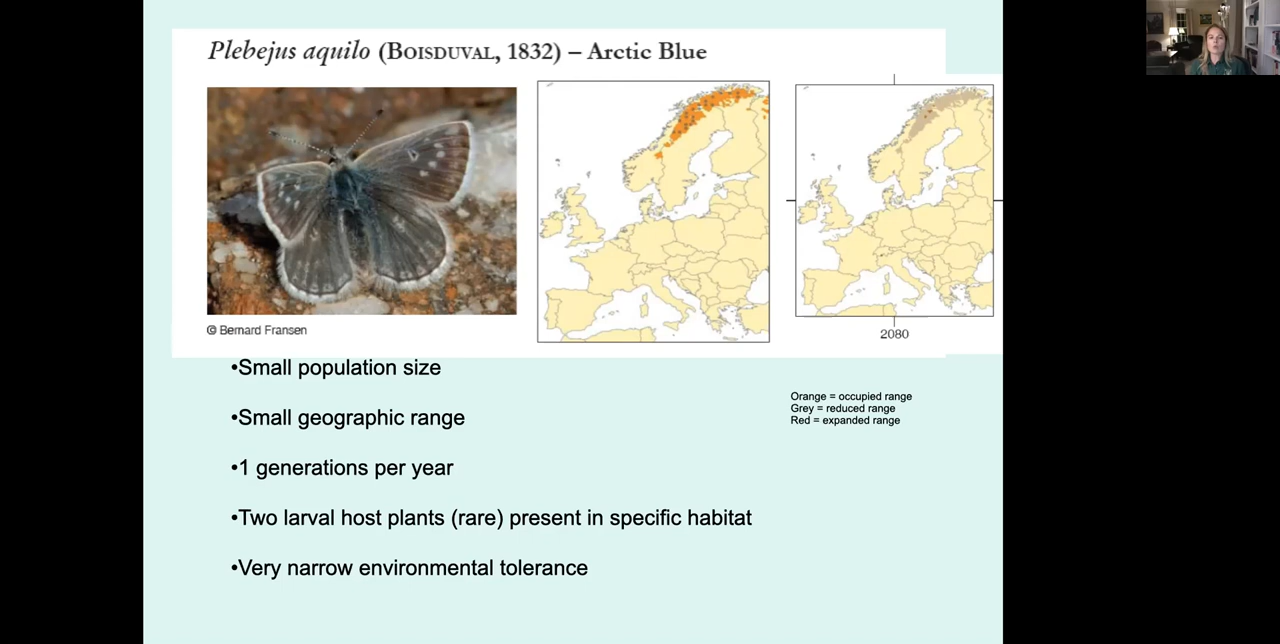 Plebejus aquilo (BOISDUVAL, 1832) – Arctic Blue
© Bernard Fransen
2080
•Small population size
Orange = occupied range
Grey = reduced range
Red = expanded range
•Small geographic range
•1 generations per year
•Two larval host plants (rare) present in specific habitat
•Very narrow environmental tolerance